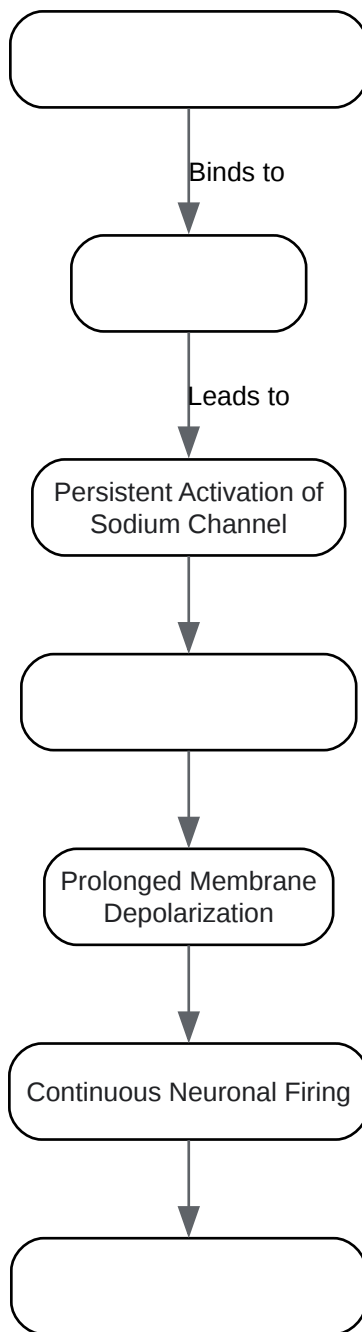 Binds to
Leads to
Persistent Activation of
Sodium Channel
Prolonged Membrane
Depolarization
Continuous Neuronal Firing